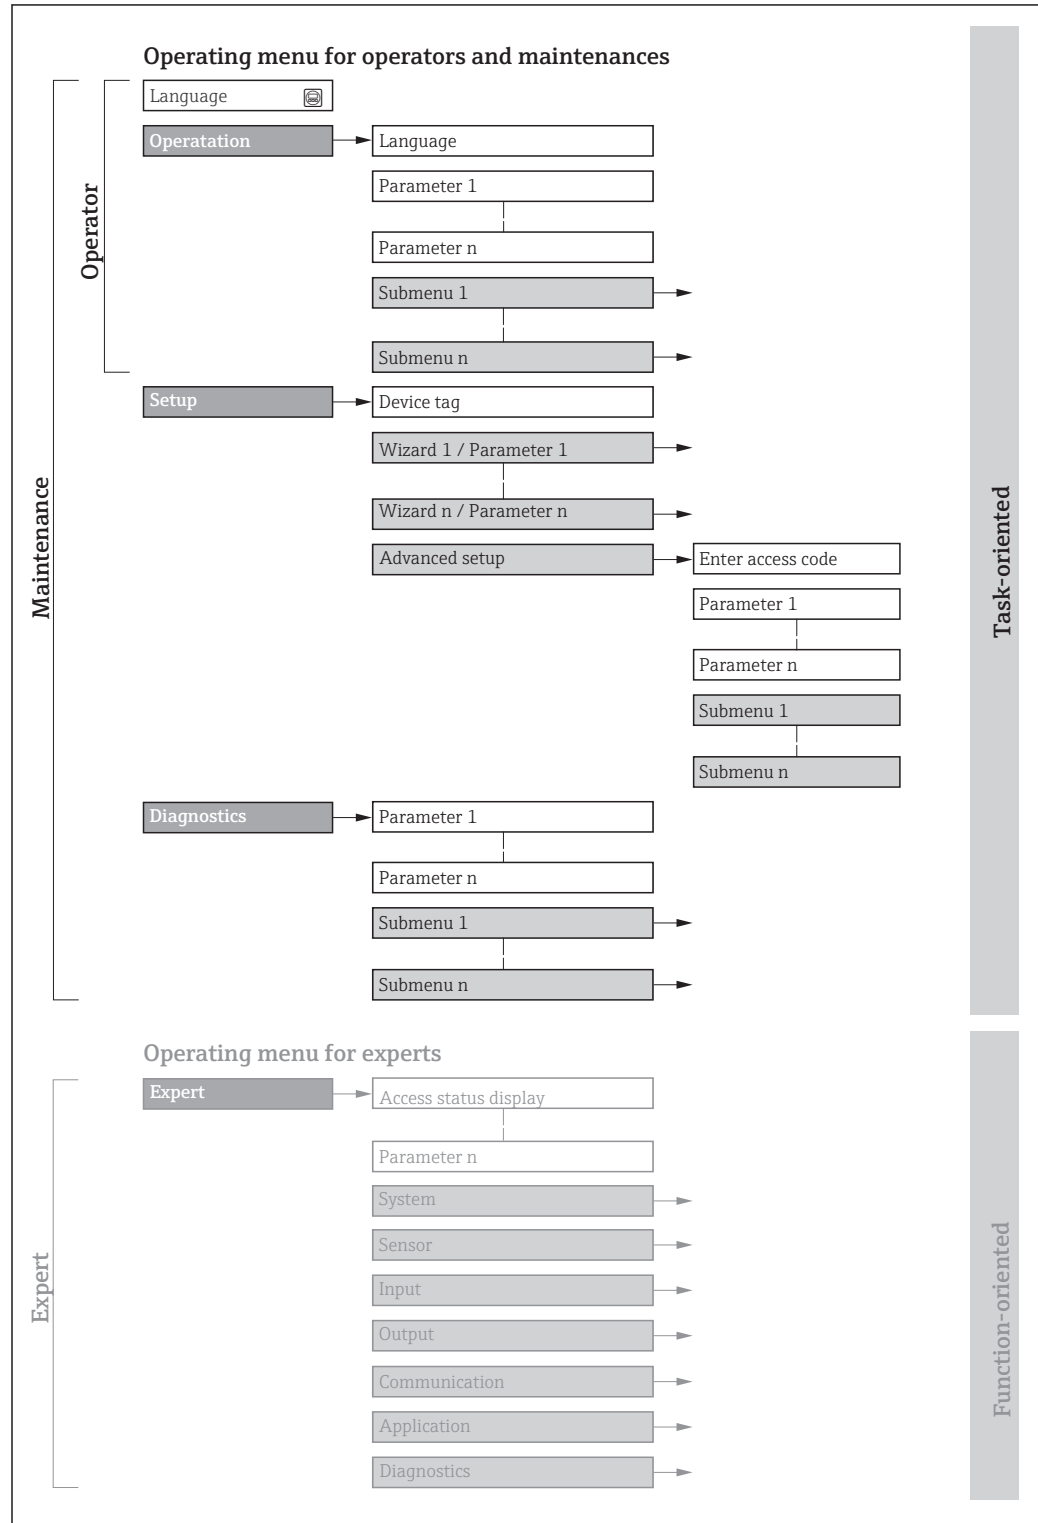 Operating menu for operators and maintenances
Language
Operatation
Language
Parameter 1
Parameter n
Submenu 1
Submenu n
Operator
Setup
Device tag
Wizard 1 / Parameter 1
Wizard n / Parameter n
Advanced setup
Enter access code
Parameter 1
Parameter n
Submenu 1
Submenu n
Maintenance
Task-oriented
Diagnostics
Parameter 1
Parameter n
Submenu 1
Submenu n
Operating menu for experts
Expert
Access status display
Parameter n
System
Sensor
Input
Output
Communication
Application
Diagnostics
Expert
Function-oriented